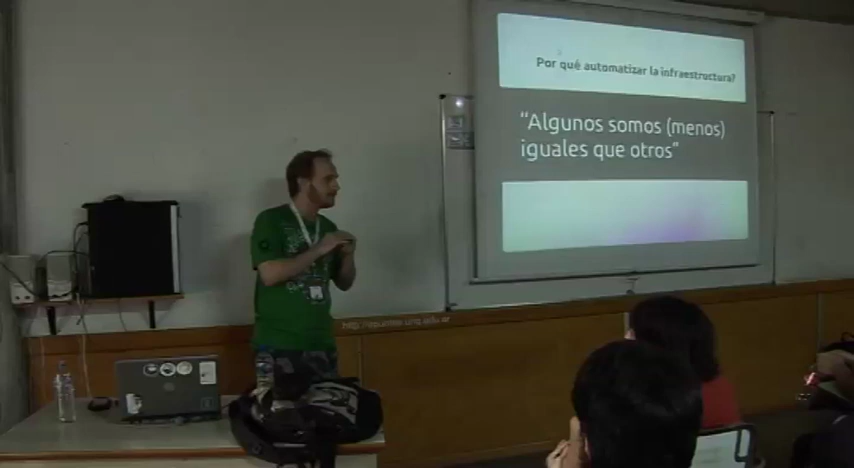 Por qué automatizar la infraestructura?
“Algunos somos (menos)
iguales que otros”